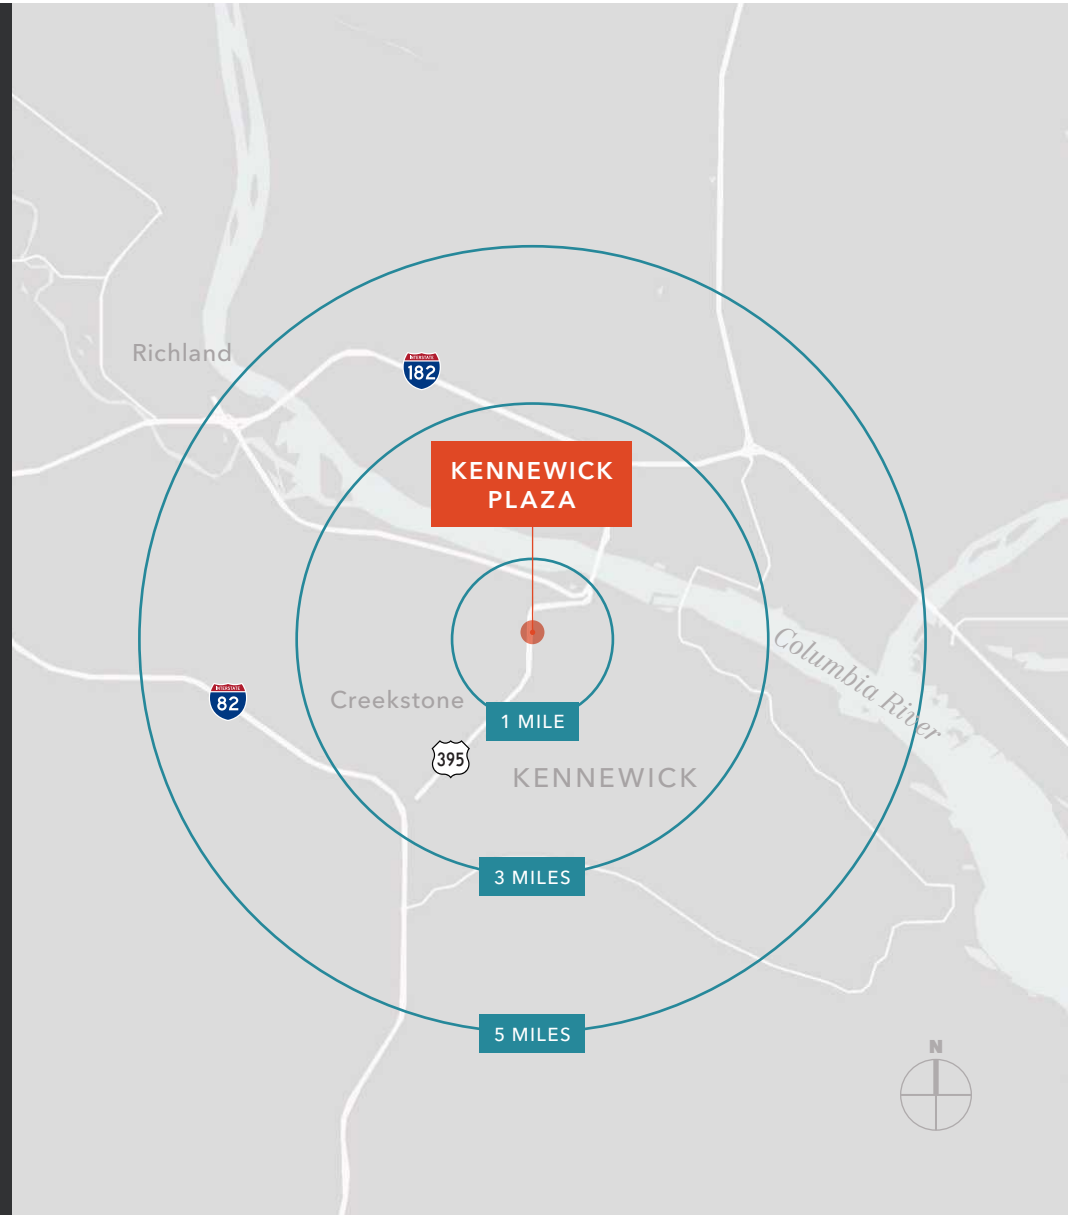 Richland
INTERSTATE
182
KENNEWICK
PLAZA
Columbia River
INTERSTATE
82
Creekstone
1 MILE
395
KENNEWICK
3 MILES
5 MILES
N